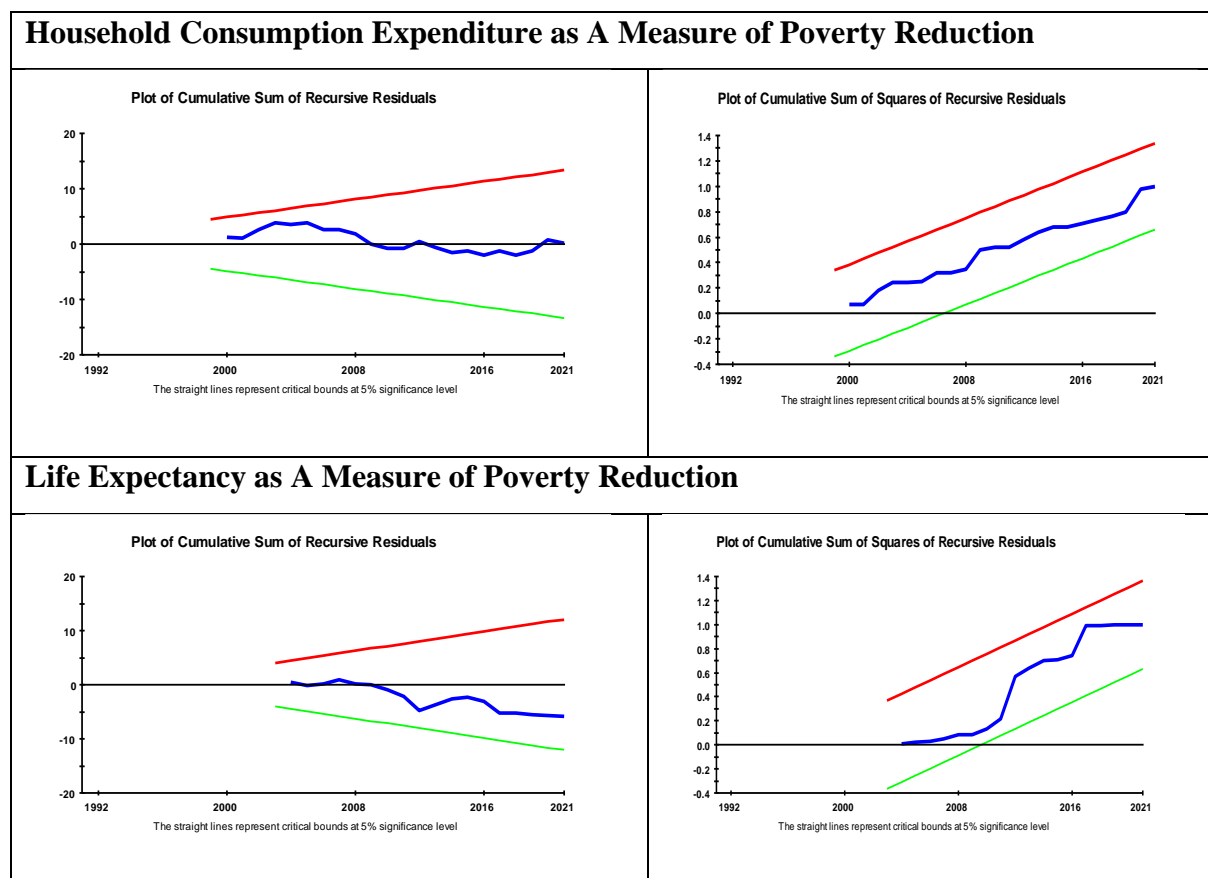 Household Consumption Expenditure as A Measure of Poverty Reduction
Plot of Cumulative Sum of Recursive Residuals
20
10
0
-10
-20
1992 2000 2008 2016 2021
The straight lines represent critical bounds at 5% significance level
Plot of Cumulative Sum of Squares of Recursive Residuals
1.4
1.2
1.0
0.8
0.6
0.4
0.2
0.0
-0.2
-0.4
1992 2000 2008 2016 2021
The straight lines represent critical bounds at 5% significance level
Life Expectancy as A Measure of Poverty Reduction
Plot of Cumulative Sum of Recursive Residuals
20
10
0
-10
-20
1992 2000 2008 2016 2021
The straight lines represent critical bounds at 5% significance level
Plot of Cumulative Sum of Squares of Recursive Residuals
1.4
1.2
1.0
0.8
0.6
0.4
0.2
0.0
-0.2
-0.4
1992 2000 2008 2016 2021
The straight lines represent critical bounds at 5% significance level